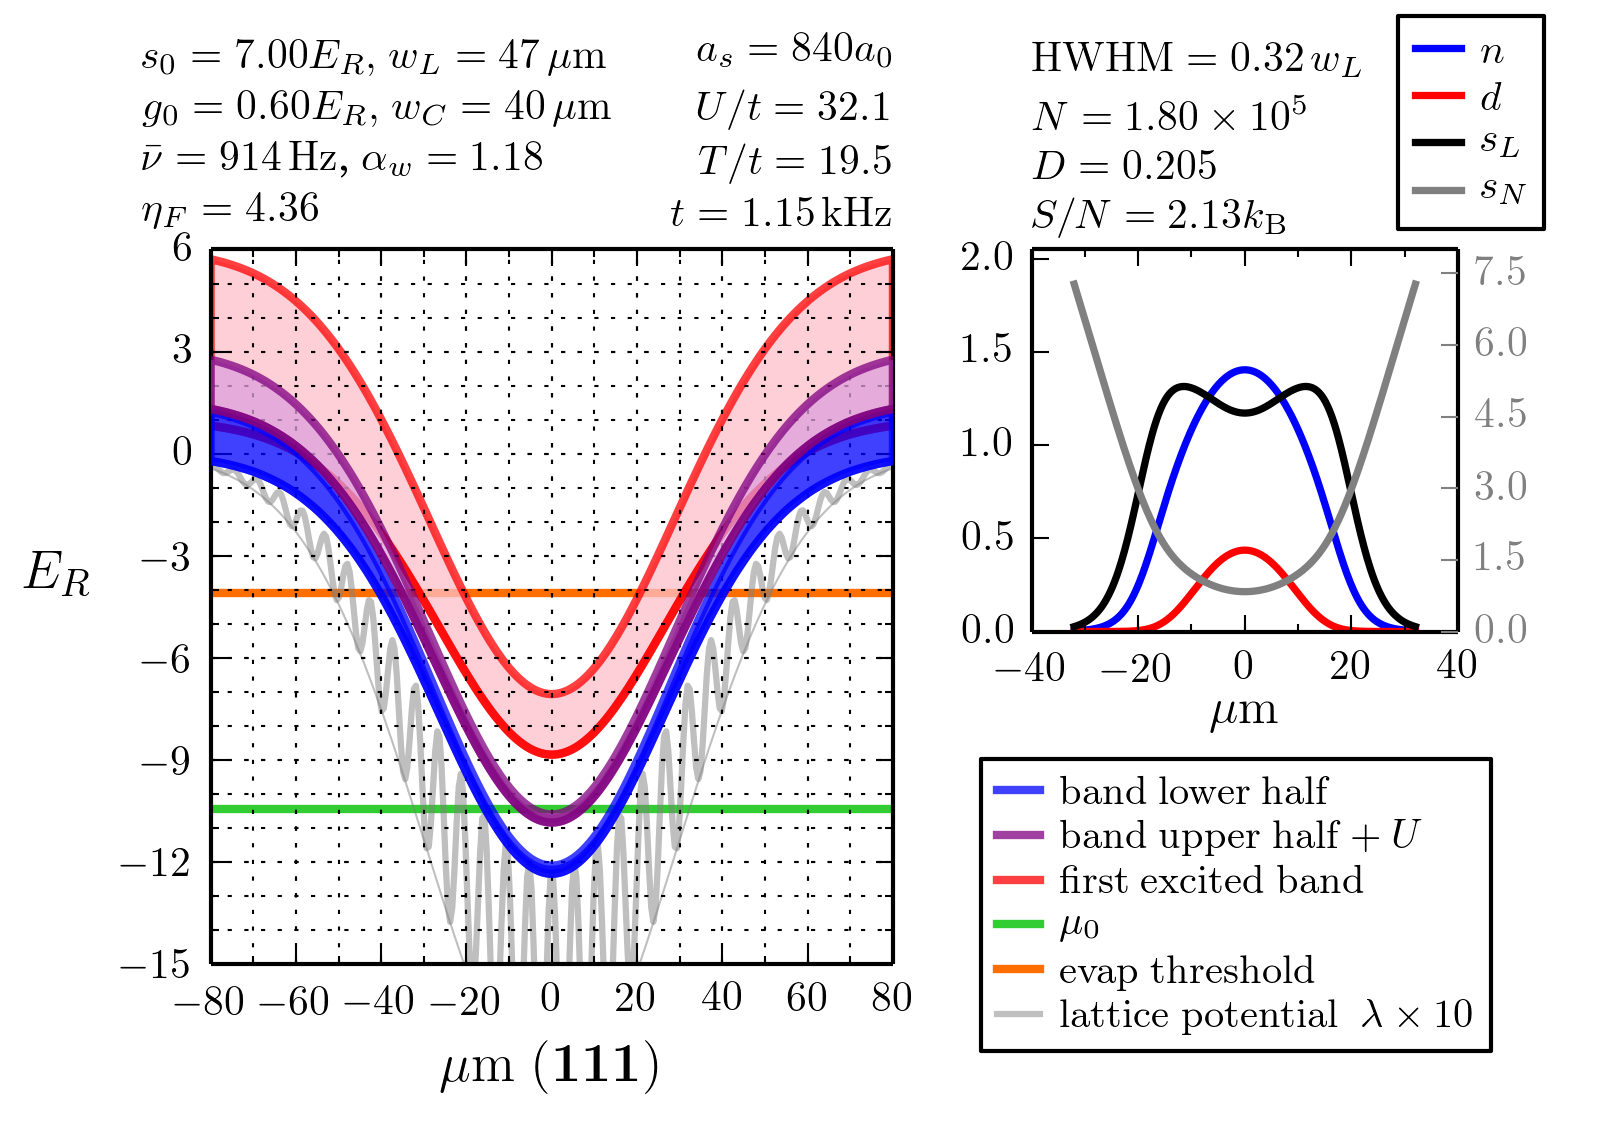 s₀ = 7.00E_R, w_L = 47 μm
g₀ = 0.60E_R, w_C = 40 μm
ν̄ = 914 Hz, α_w = 1.18
η_F = 4.36
a_s = 840a₀
U/t = 32.1
T/t = 19.5
t = 1.15 kHz
HWHM = 0.32 w_L
N = 1.80 × 10⁵
D = 0.205
S/N = 2.13k_B
n
d
s_L
s_N
E_R
6
3
0
−3
−6
−9
−12
−15
−80 −60 −40 −20 0 20 40 60 80
μm (111)
2.0
1.5
1.0
0.5
0.0
7.5
6.0
4.5
3.0
1.5
0.0
−40 −20 0 20 40
μm
band lower half
band upper half + U
first excited band
μ₀
evap threshold
lattice potential λ × 10